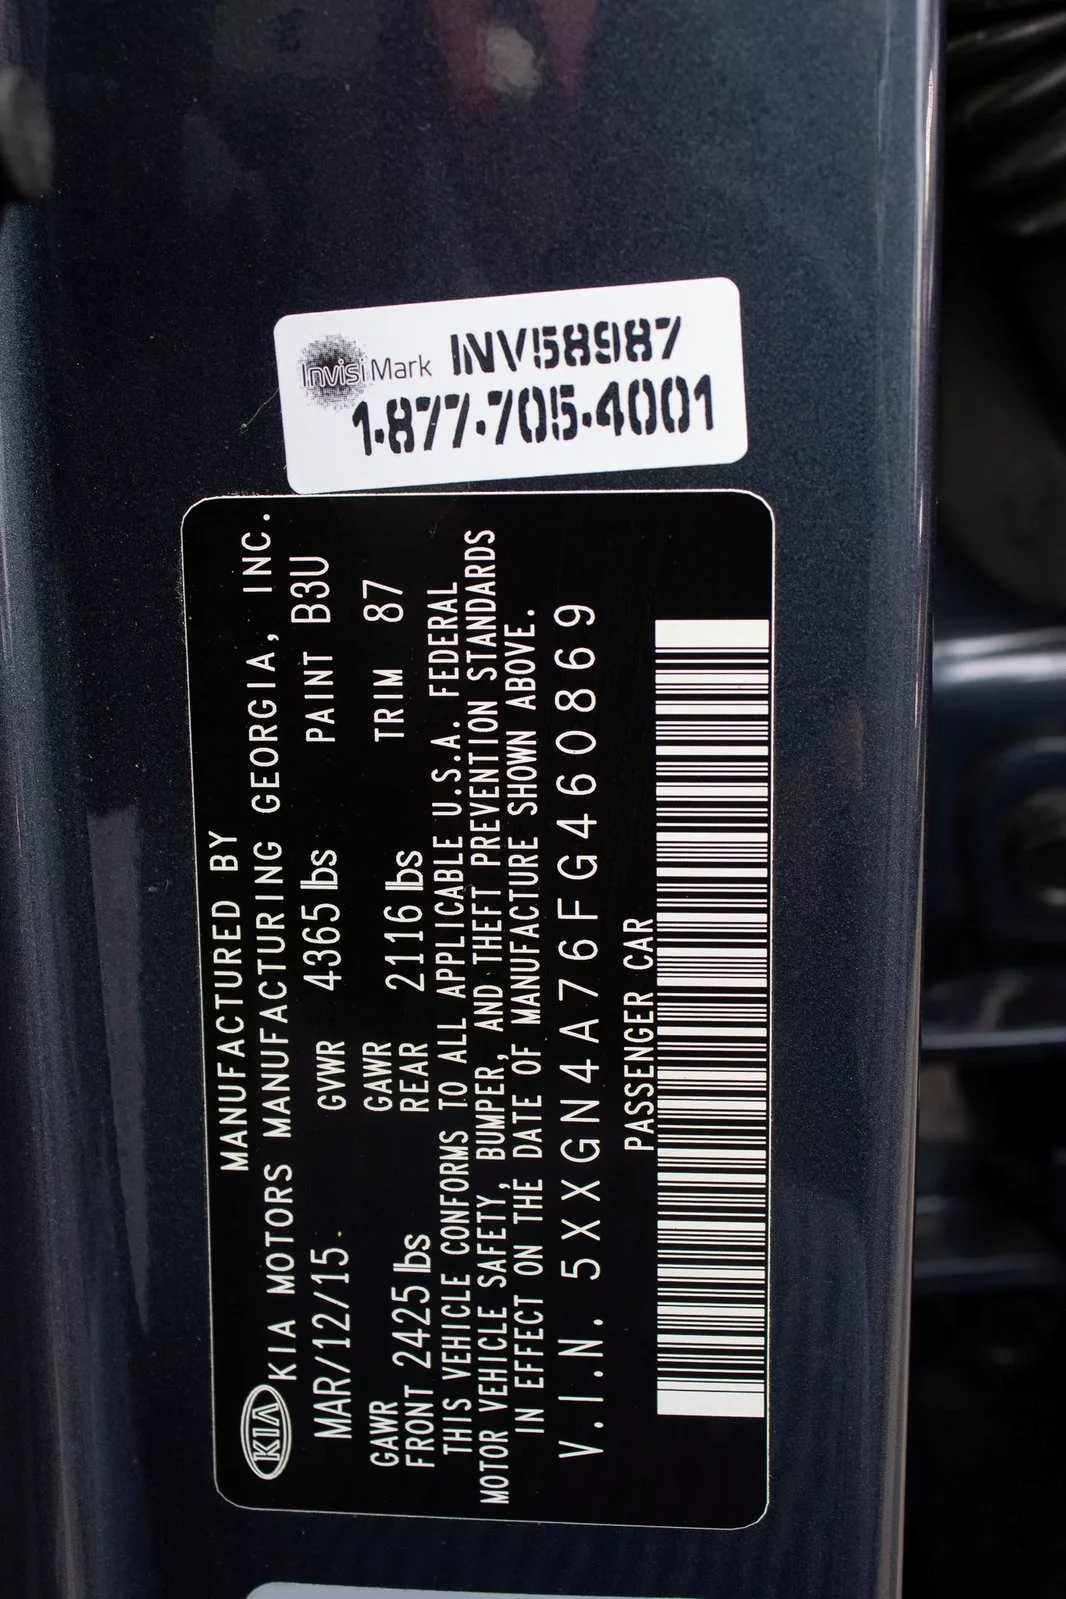 InvisiMark INV58987
1-877-705-4001
MANUFACTURED BY
KIA KIA MOTORS MANUFACTURING GEORGIA, INC.
MAR/12/15 GVWR 4365 lbs PAINT B3U
GAWR FRONT 2425 lbs GAWR REAR 2116 lbs TRIM 87
THIS VEHICLE CONFORMS TO ALL APPLICABLE U.S.A. FEDERAL
MOTOR VEHICLE SAFETY, BUMPER, AND THEFT PREVENTION STANDARDS
IN EFFECT ON THE DATE OF MANUFACTURE SHOWN ABOVE.
V.I.N. 5XXGN4A76FG460869
PASSENGER CAR